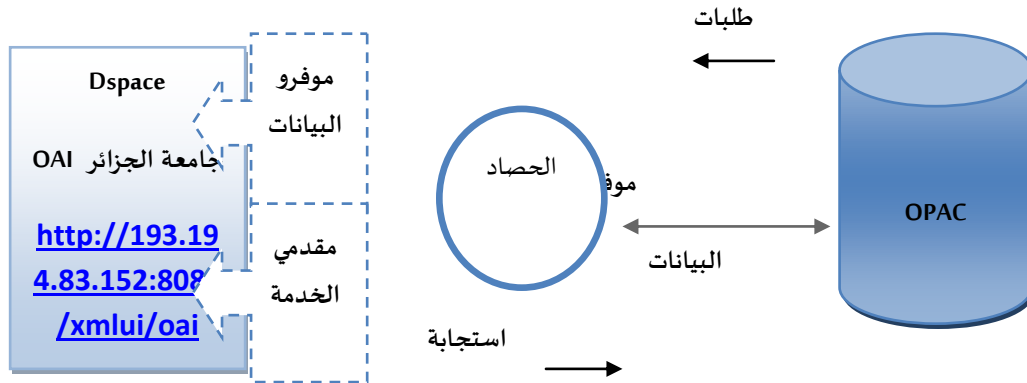 طلبات
Dspace
جامعة الجزائر OAI
http://193.19
4.83.152:808
/xmlui/oai
موفرو
البيانات
مقدمي
الخدمة
الحصاد
موف
البيانات
استجابة
OPAC